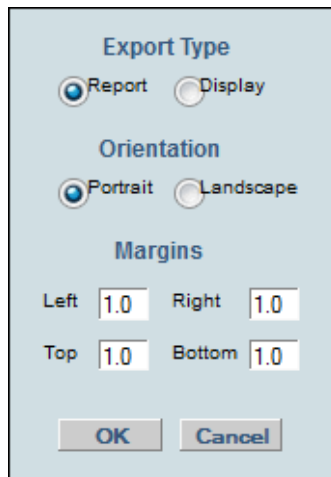 Export Type
Report Display
Orientation
Portrait Landscape
Margins
Left 1.0 Right 1.0
Top 1.0 Bottom 1.0
OK Cancel